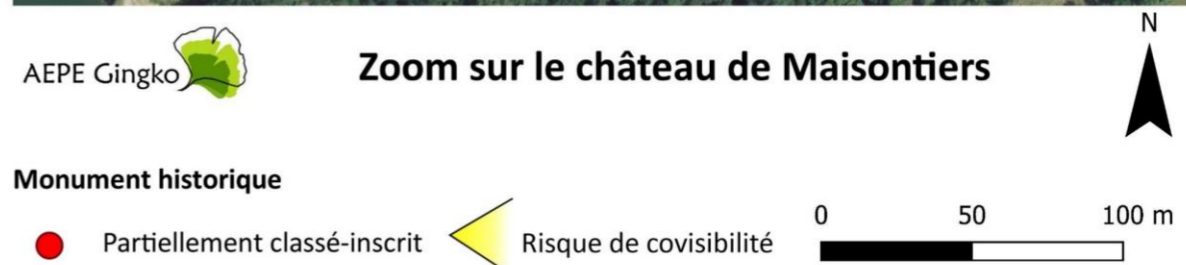 N
AEPE Gingko
Zoom sur le château de Maisontiers
Monument historique
0 50 100 m
Partiellement classé-inscrit
Risque de covisibilité